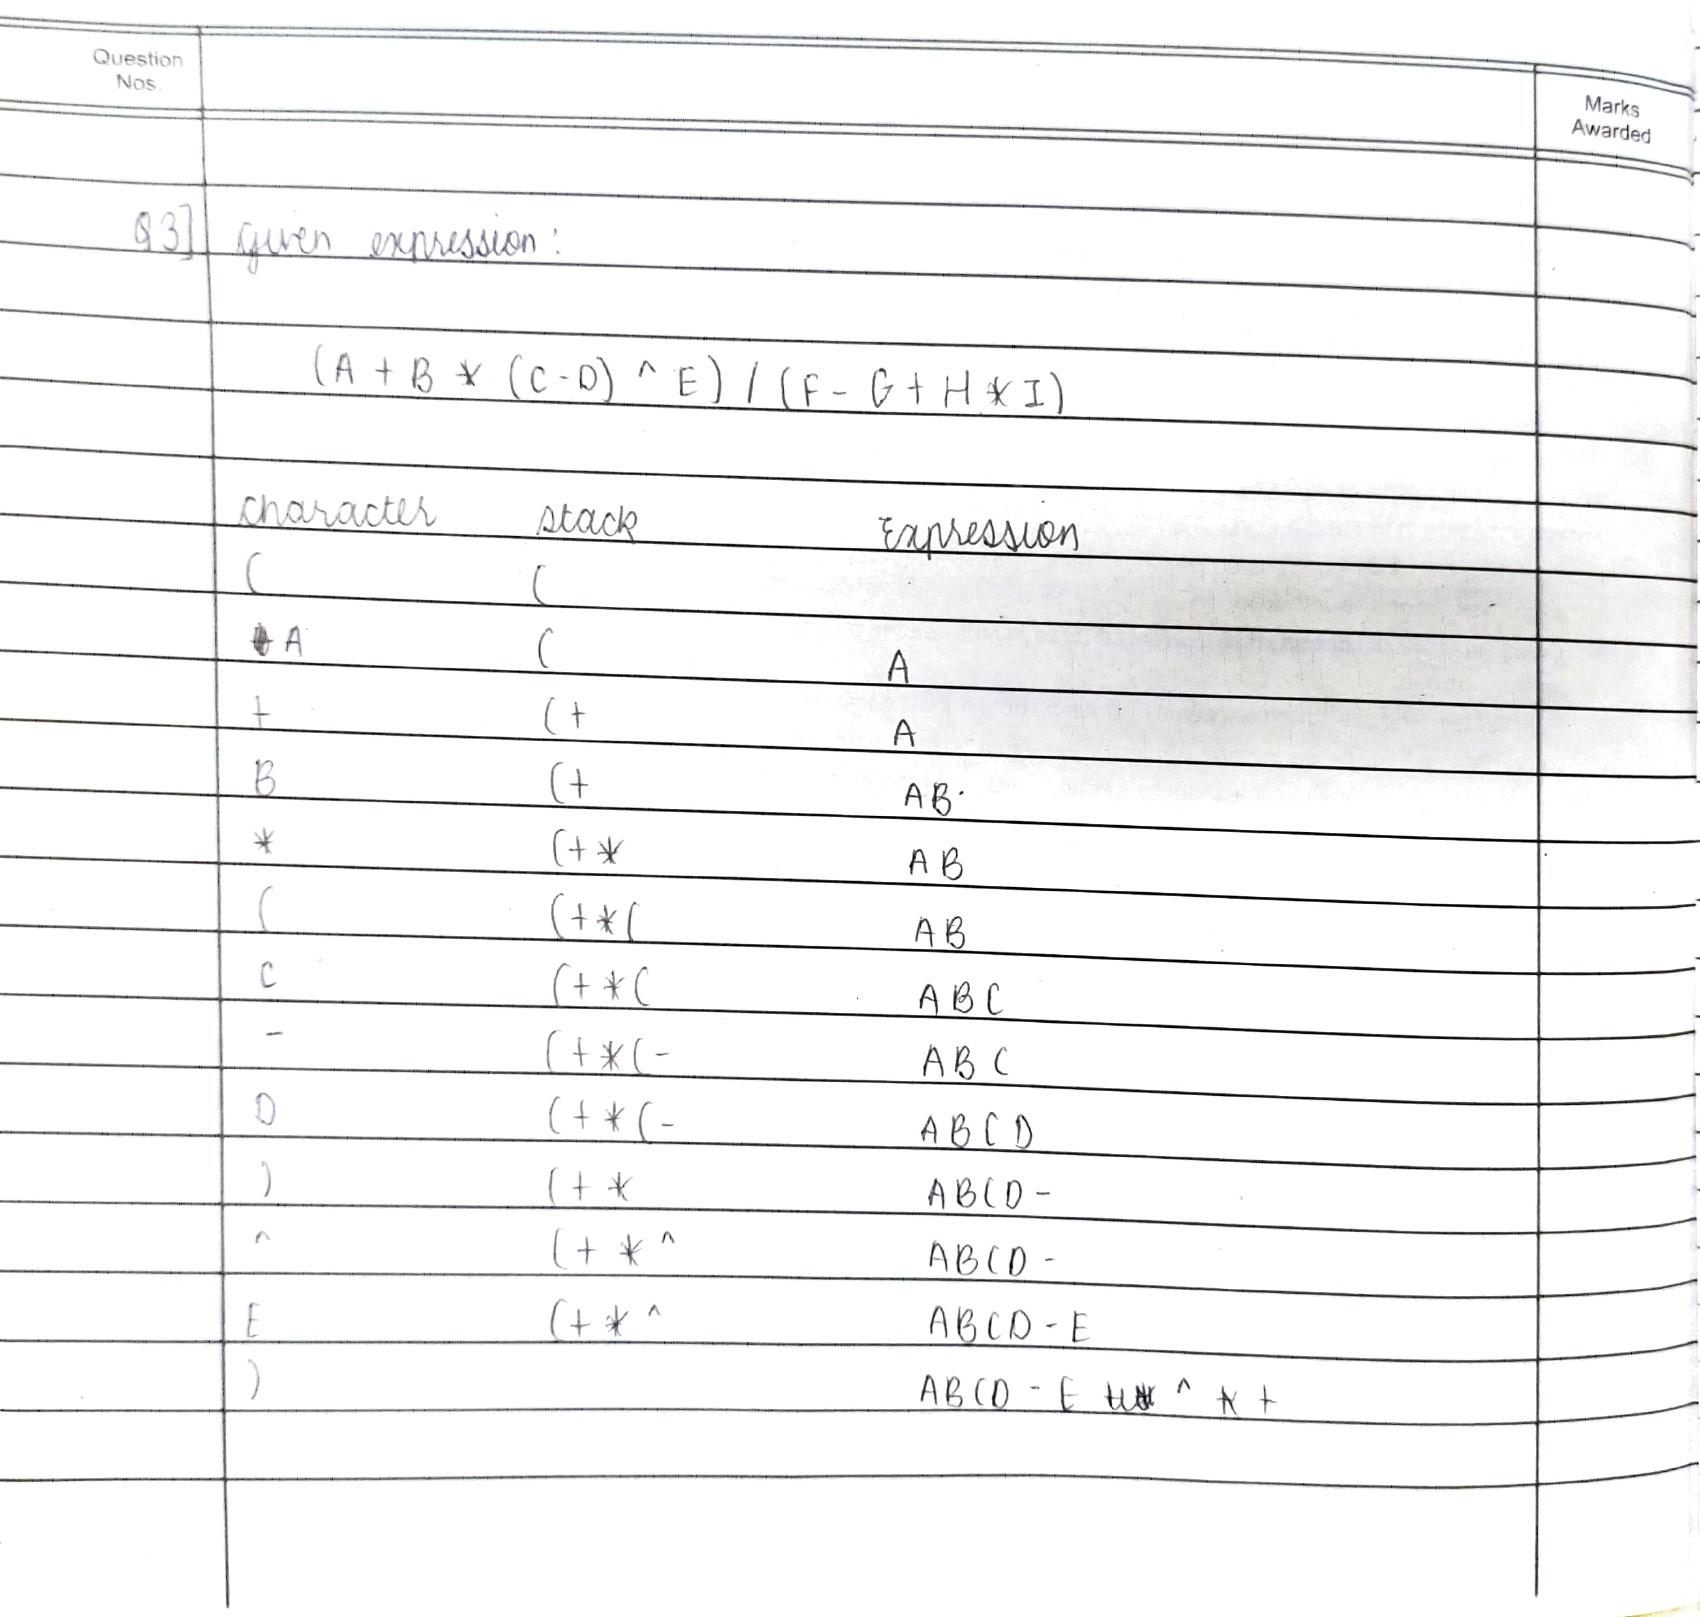 Question
Nos.
Marks
Awarded
Q3] Given expression:
(A + B * (C - D) ^ E) / (F - G + H * I)
character stack Expression
( (
A ( A
+ (+ A
B (+ AB
* (+* AB
( (+*( AB
C (+*( ABC
- (+*(- ABC
D (+*(- ABCD
) (+* ABCD-
^ (+*^ ABCD-
E (+*^ ABCD-E
) ABCD-E ^ * +